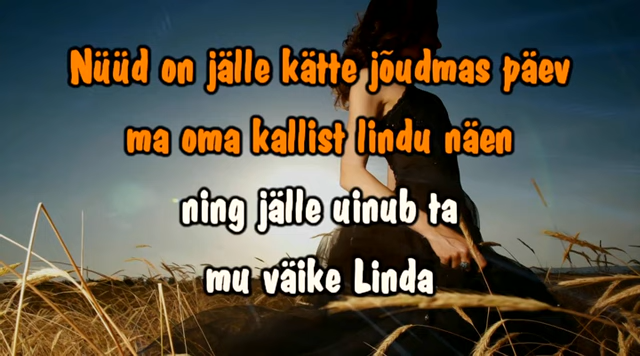 Nüüd on jälle kätte jõudmas päev
ma oma kallist lindu näen
ning jälle uinub ta
mu väike Linda